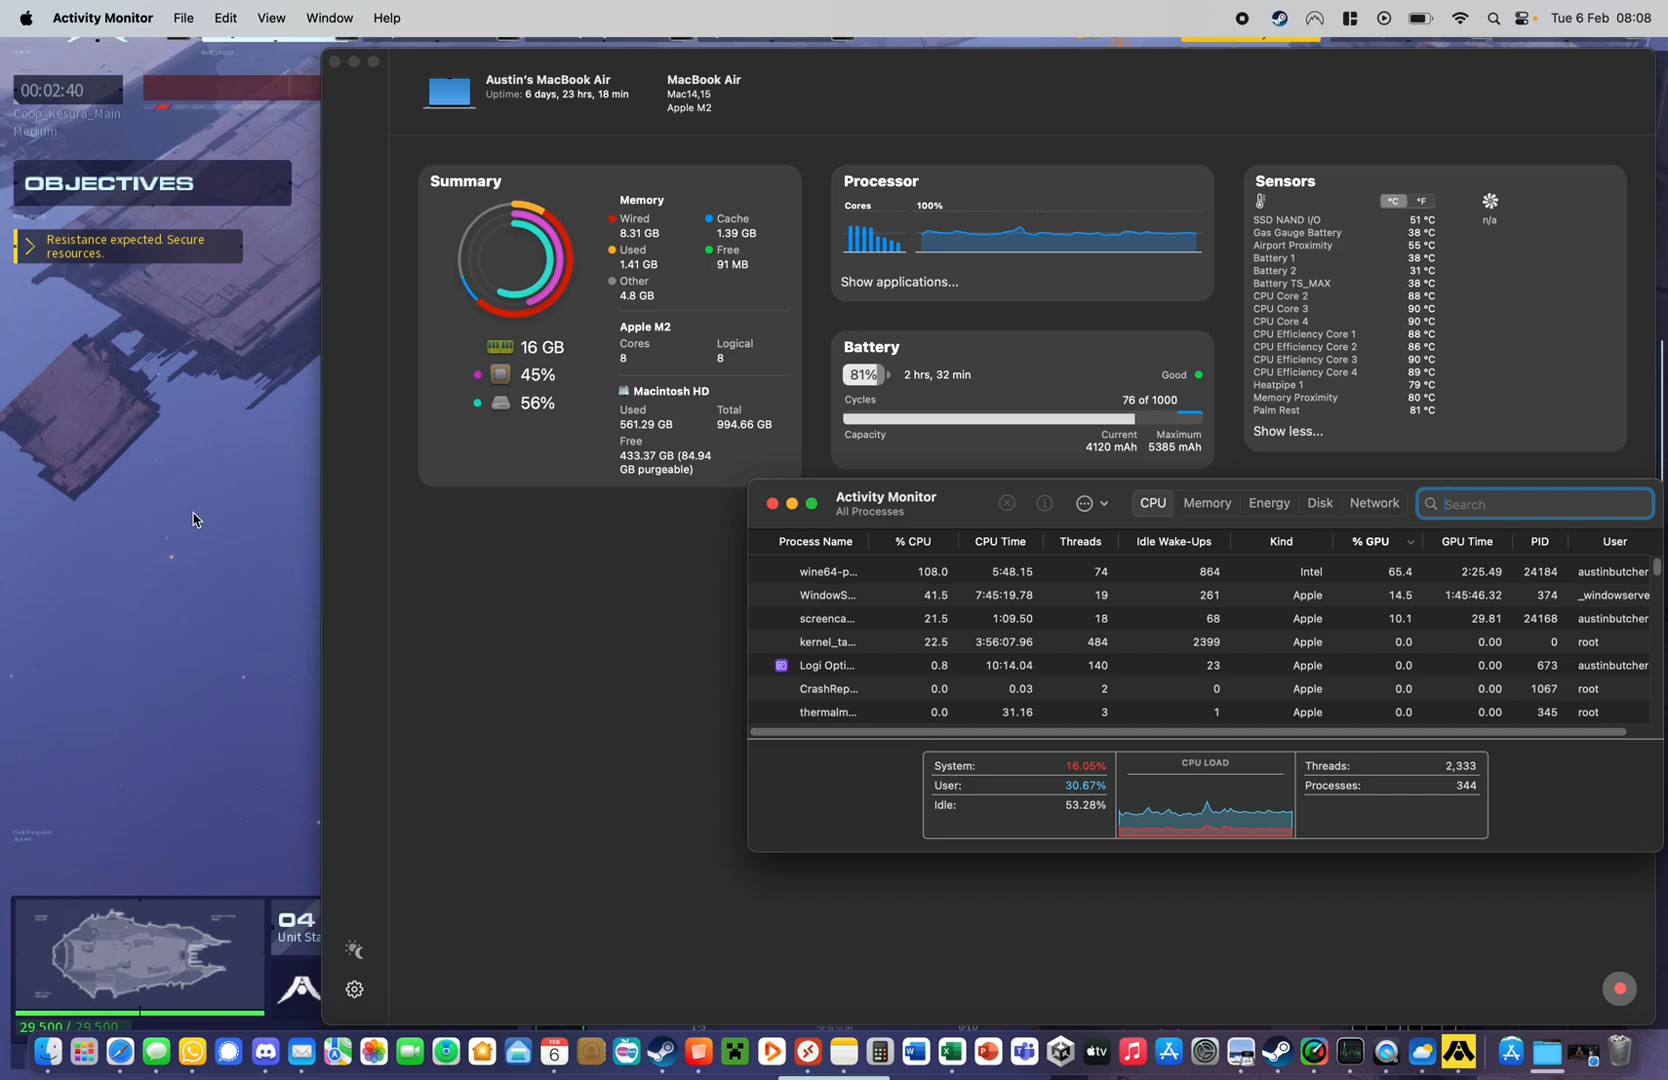 Activity Monitor File Edit View Window Help
Tue 6 Feb 08:08
00:02:40
Coop_Kesura_Main
Medium
OBJECTIVES
Resistance expected. Secure
resources.
Austin's MacBook Air
Uptime: 6 days, 23 hrs, 18 min
MacBook Air
Mac14,15
Apple M2
Summary
Memory
Wired
8.31 GB
Cache
1.39 GB
Used
1.41 GB
Free
91 MB
Other
4.8 GB
Apple M2
Cores
8
Logical
8
16 GB
45%
56%
Macintosh HD
Used
561.29 GB
Total
994.66 GB
Free
433.37 GB (84.94
GB purgeable)
Processor
Cores 100%
Show applications...
Battery
81% 2 hrs, 32 min Good
Cycles 76 of 1000
Capacity
Current Maximum
4120 mAh 5385 mAh
Sensors
°C °F
n/a
SSD NAND I/O 51 °C
Gas Gauge Battery 38 °C
Airport Proximity 55 °C
Battery 1 38 °C
Battery 2 31 °C
Battery TS_MAX 38 °C
CPU Core 2 88 °C
CPU Core 3 90 °C
CPU Core 4 90 °C
CPU Efficiency Core 1 88 °C
CPU Efficiency Core 2 86 °C
CPU Efficiency Core 3 90 °C
CPU Efficiency Core 4 89 °C
Heatpipe 1 79 °C
Memory Proximity 80 °C
Palm Rest 81 °C
Show less...
Activity Monitor
All Processes
CPU Memory Energy Disk Network Search
Process Name % CPU CPU Time Threads Idle Wake-Ups Kind % GPU GPU Time PID User
wine64-p... 108.0 5:48.15 74 864 Intel 65.4 2:25.49 24184 austinbutcher
WindowS... 41.5 7:45:19.78 19 261 Apple 14.5 1:45:46.32 374 _windowserve
screenca... 21.5 1:09.50 18 68 Apple 10.1 29.81 24168 austinbutcher
kernel_ta... 22.5 3:56:07.96 484 2399 Apple 0.0 0.00 0 root
Logi Opti... 0.8 10:14.04 140 23 Apple 0.0 0.00 673 austinbutcher
CrashRep... 0.0 0.03 2 0 Apple 0.0 0.00 1067 root
thermalm... 0.0 31.16 3 1 Apple 0.0 0.00 345 root
System: 16.05%
User: 30.67%
Idle: 53.28%
CPU LOAD
Threads: 2,333
Processes: 344
04
Unit Sta
29 500 / 29 500
FEB
6
tv